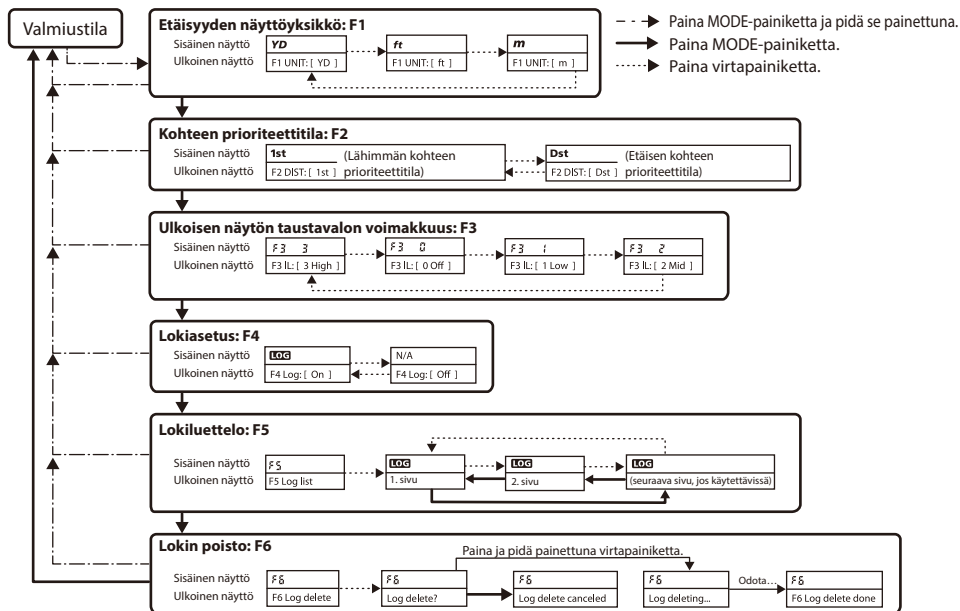 Valmiustila
Paina MODE-painiketta ja pidä se painettuna.
Paina MODE-painiketta.
Paina virtapainiketta.
Etäisyyden näyttöyksikkö: F1
Sisäinen näyttö YD ft m
Ulkoinen näyttö F1 UNIT: [ YD ] F1 UNIT: [ ft ] F1 UNIT: [ m ]
Kohteen prioriteettitila: F2
Sisäinen näyttö 1st (Lähimmän kohteen Dst (Etäisen kohteen
Ulkoinen näyttö F2 DIST: [ 1st ] prioriteettitila) F2 DIST: [ Dst ] prioriteettitila)
Ulkoisen näytön taustavalon voimakkuus: F3
Sisäinen näyttö F3 3 F3 0 F3 1 F3 2
Ulkoinen näyttö F3 IL: [ 3 High ] F3 IL: [ 0 Off ] F3 IL: [ 1 Low ] F3 IL: [ 2 Mid ]
Lokiasetus: F4
Sisäinen näyttö LOG N/A
Ulkoinen näyttö F4 Log: [ On ] F4 Log: [ Off ]
Lokiluettelo: F5
Sisäinen näyttö F5 LOG LOG LOG
Ulkoinen näyttö F5 Log list 1. sivu 2. sivu (seuraava sivu, jos käytettävissä)
Lokin poisto: F6
Paina ja pidä painettuna virtapainiketta.
Sisäinen näyttö F6 F6 F6 F6 Odota... F6
Ulkoinen näyttö F6 Log delete Log delete? Log delete canceled Log deleting... F6 Log delete done